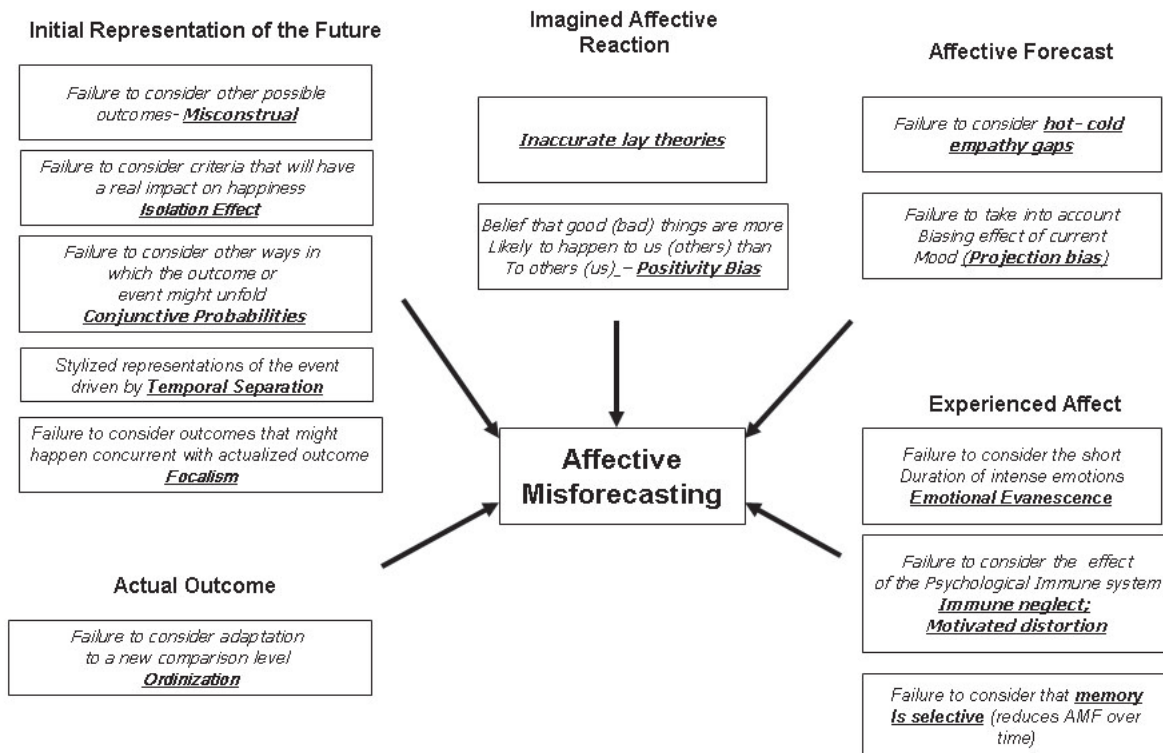 Initial Representation of the Future
Failure to consider other possible
outcomes- Misconstrual
Failure to consider criteria that will have
a real impact on happiness
Isolation Effect
Failure to consider other ways in
which the outcome or
event might unfold
Conjunctive Probabilities
Stylized representations of the event
driven by Temporal Separation
Failure to consider outcomes that might
happen concurrent with actualized outcome
Focalism
Imagined Affective
Reaction
Inaccurate lay theories
Belief that good (bad) things are more
Likely to happen to us (others) than
To others (us)_– Positivity Bias
Affective Forecast
Failure to consider hot- cold
empathy gaps
Failure to take into account
Biasing effect of current
Mood (Projection bias)
Affective
Misforecasting
Actual Outcome
Failure to consider adaptation
to a new comparison level
Ordinization
Experienced Affect
Failure to consider the short
Duration of intense emotions
Emotional Evanescence
Failure to consider the effect
of the Psychological Immune system
Immune neglect;
Motivated distortion
Failure to consider that memory
Is selective (reduces AMF over
time)